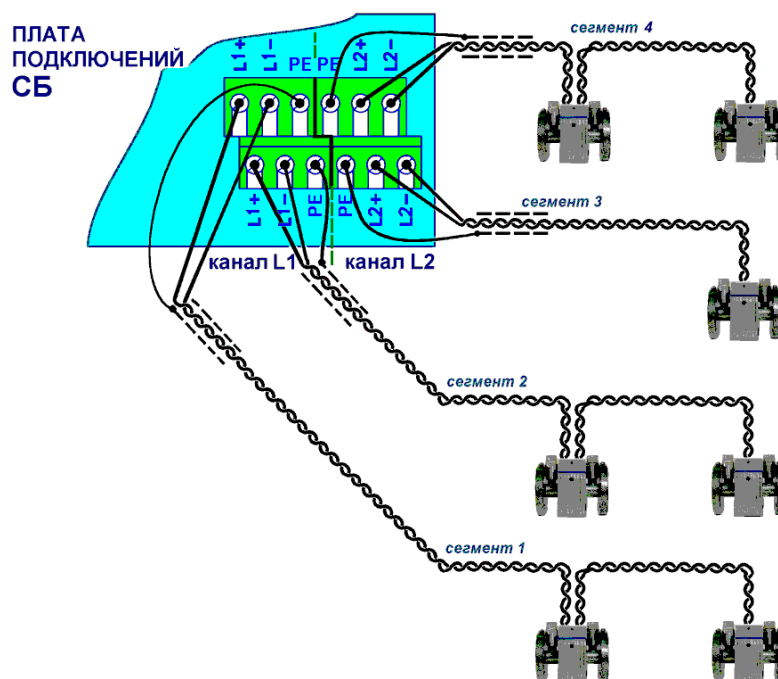 ПЛАТА
ПОДКЛЮЧЕНИЙ
СБ
L1+
L1-
PE
PE
L2+
L2-
сегмент 4
L1+
L1-
PE
PE
L2+
L2-
сегмент 3
канал L1
канал L2
сегмент 2
сегмент 1